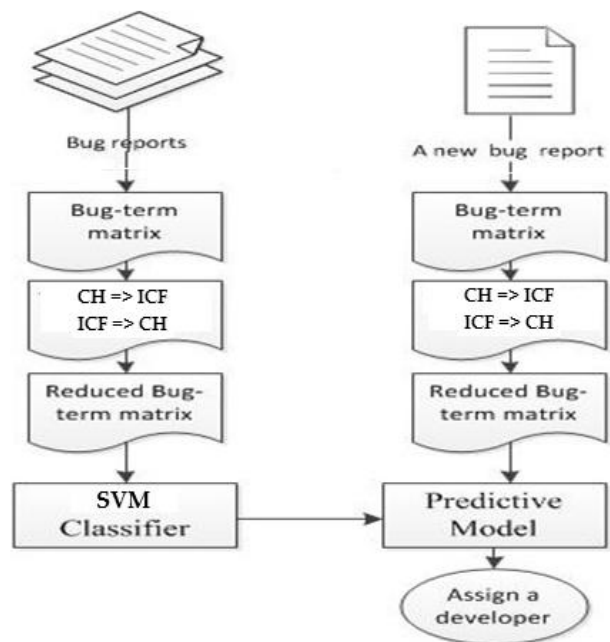 Bug reports
Bug-term
matrix
CH => ICF
ICF => CH
Reduced Bug-
term matrix
SVM
Classifier
A new bug report
Bug-term
matrix
CH => ICF
ICF => CH
Reduced Bug-
term matrix
Predictive
Model
Assign a
developer